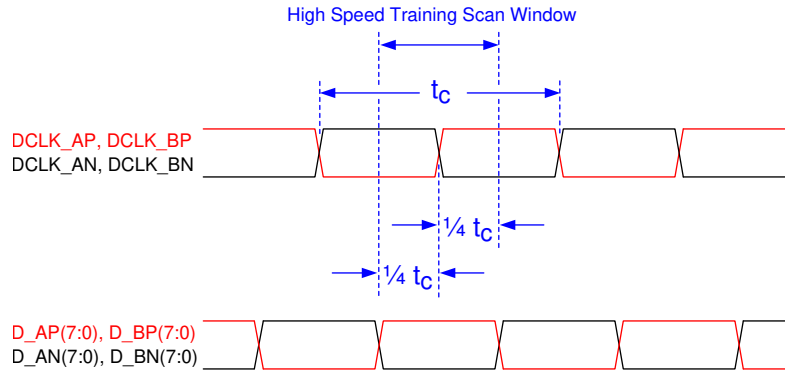 High Speed Training Scan Window
tc
DCLK_AP, DCLK_BP
DCLK_AN, DCLK_BN
¼ tc
¼ tc
D_AP(7:0), D_BP(7:0)
D_AN(7:0), D_BN(7:0)